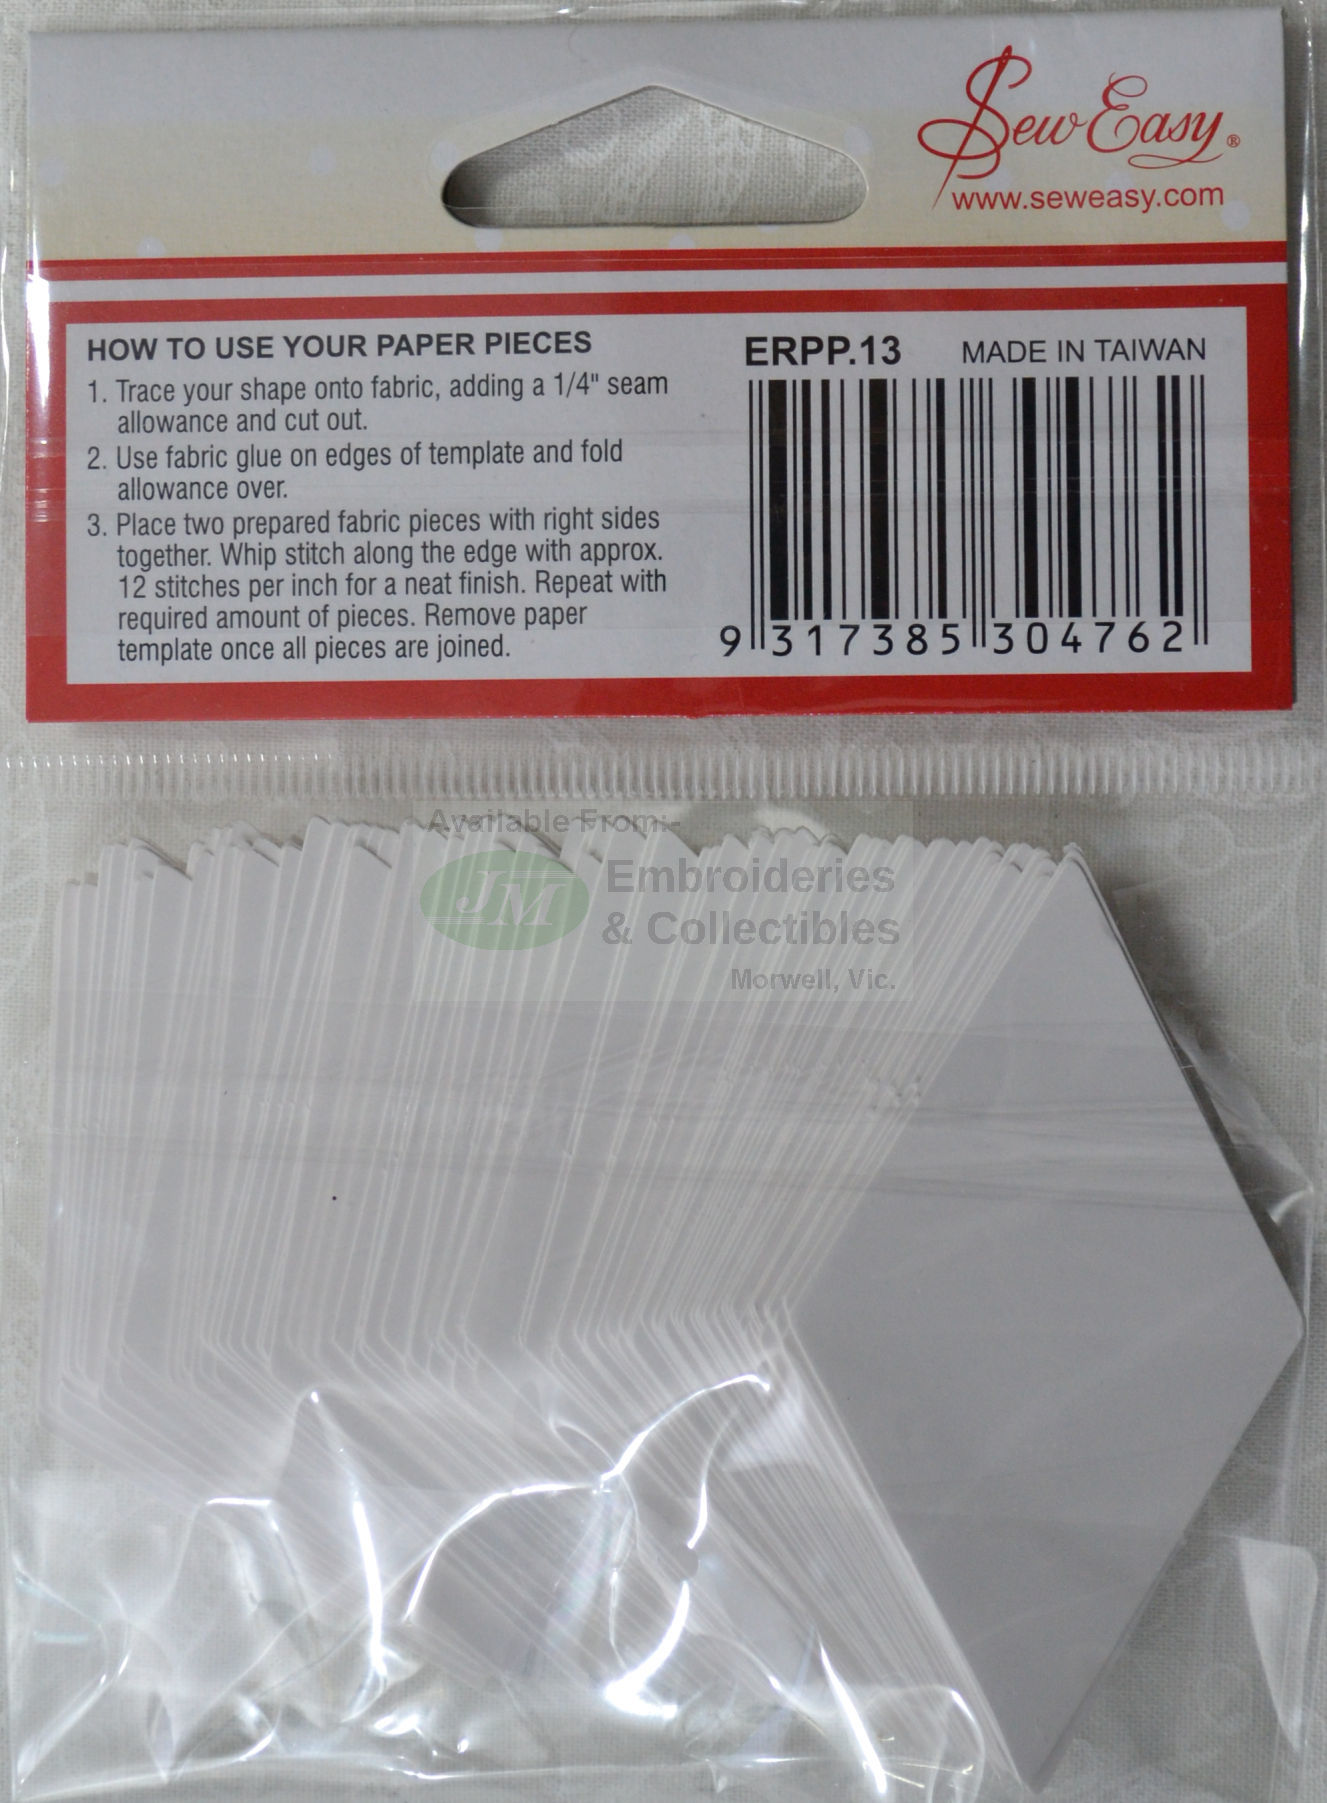 Sew Easy®
www.seweasy.com
HOW TO USE YOUR PAPER PIECES
1. Trace your shape onto fabric, adding a 1/4" seam
allowance and cut out.
2. Use fabric glue on edges of template and fold
allowance over.
3. Place two prepared fabric pieces with right sides
together. Whip stitch along the edge with approx.
12 stitches per inch for a neat finish. Repeat with
required amount of pieces. Remove paper
template once all pieces are joined.
ERPP.13 MADE IN TAIWAN
9 317385 304762
Available From:-
JM Embroideries
& Collectibles
Morwell, Vic.